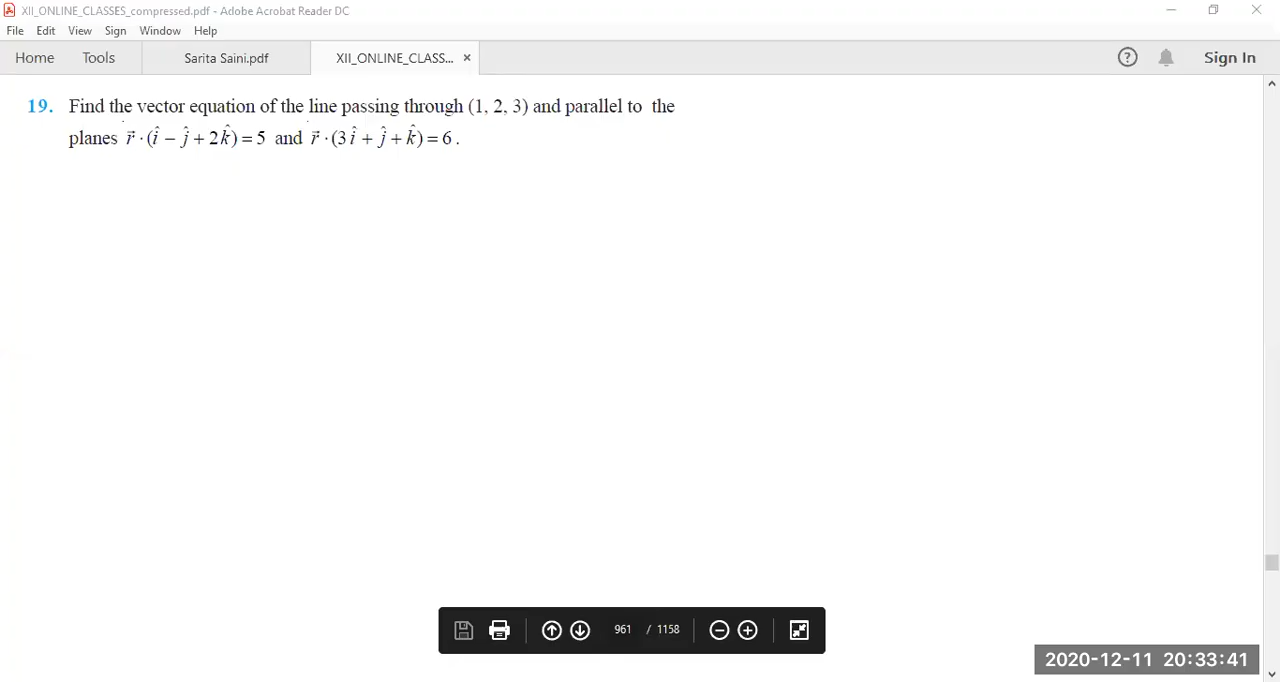 XII_ONLINE_CLASSES_compressed.pdf - Adobe Acrobat Reader DC
File Edit View Sign Window Help
Home Tools Sarita Saini.pdf XII_ONLINE_CLASS... × Sign In
19. Find the vector equation of the line passing through (1, 2, 3) and parallel to the
planes r⃗ · (î − ĵ + 2k̂) = 5 and r⃗ · (3î + ĵ + k̂) = 6 .
961 / 1158
2020-12-11 20:33:41